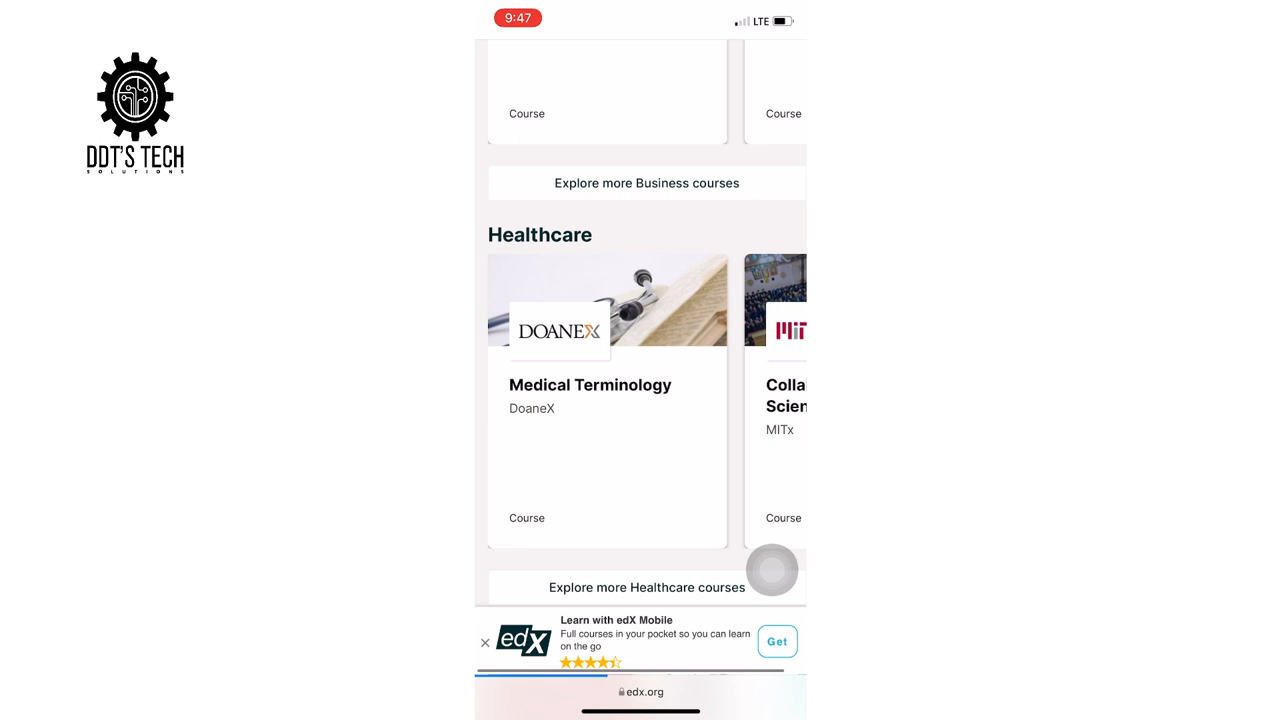 DDT'S TECH
SOLUTIONS
9:47
LTE
Course
Course
Explore more Business courses
Healthcare
DOANEX
MIT
Medical Terminology
DoaneX
Colla
Scien
MITx
Course
Course
Explore more Healthcare courses
Learn with edX Mobile
edX
Full courses in your pocket so you can learn
on the go
Get
edx.org